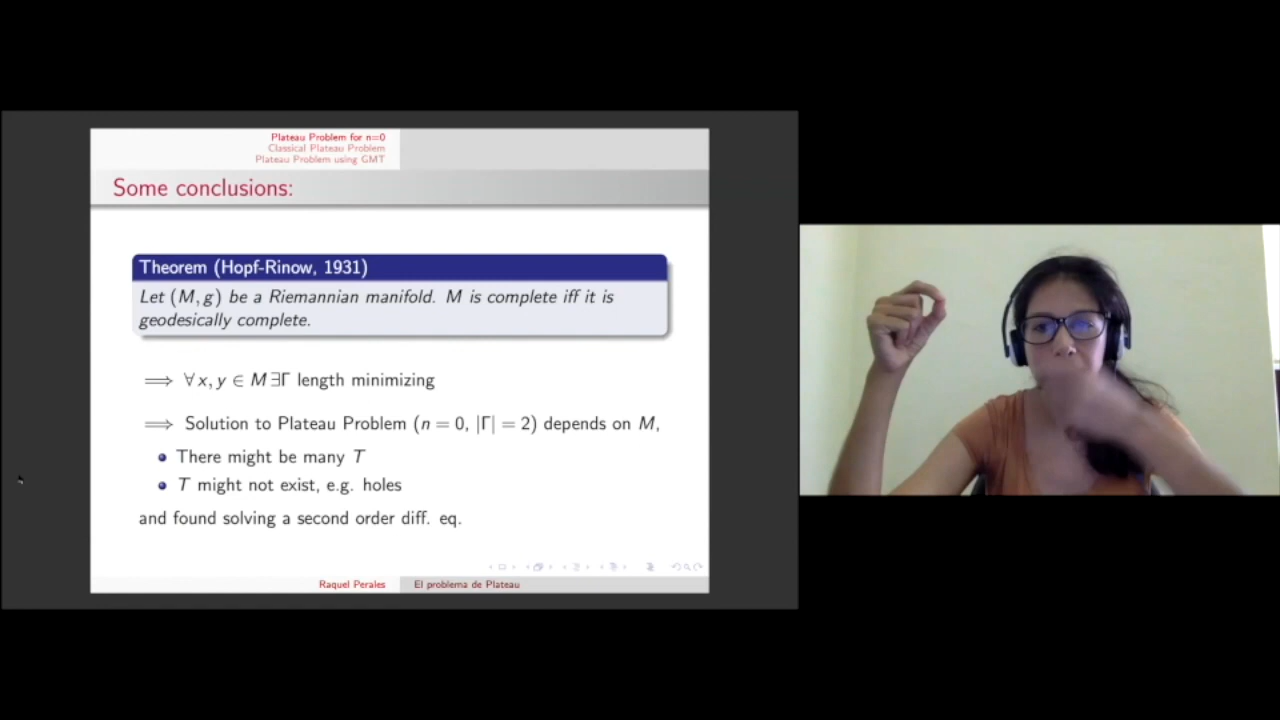 Plateau Problem for n=0
Classical Plateau Problem
Plateau Problem using GMT
Some conclusions:
Theorem (Hopf-Rinow, 1931)
Let (M, g) be a Riemannian manifold. M is complete iff it is
geodesically complete.
⟹ ∀x, y ∈ M ∃Γ length minimizing
⟹ Solution to Plateau Problem (n = 0, |Γ| = 2) depends on M,
There might be many T
T might not exist, e.g. holes
and found solving a second order diff. eq.
Raquel Perales El problema de Plateau